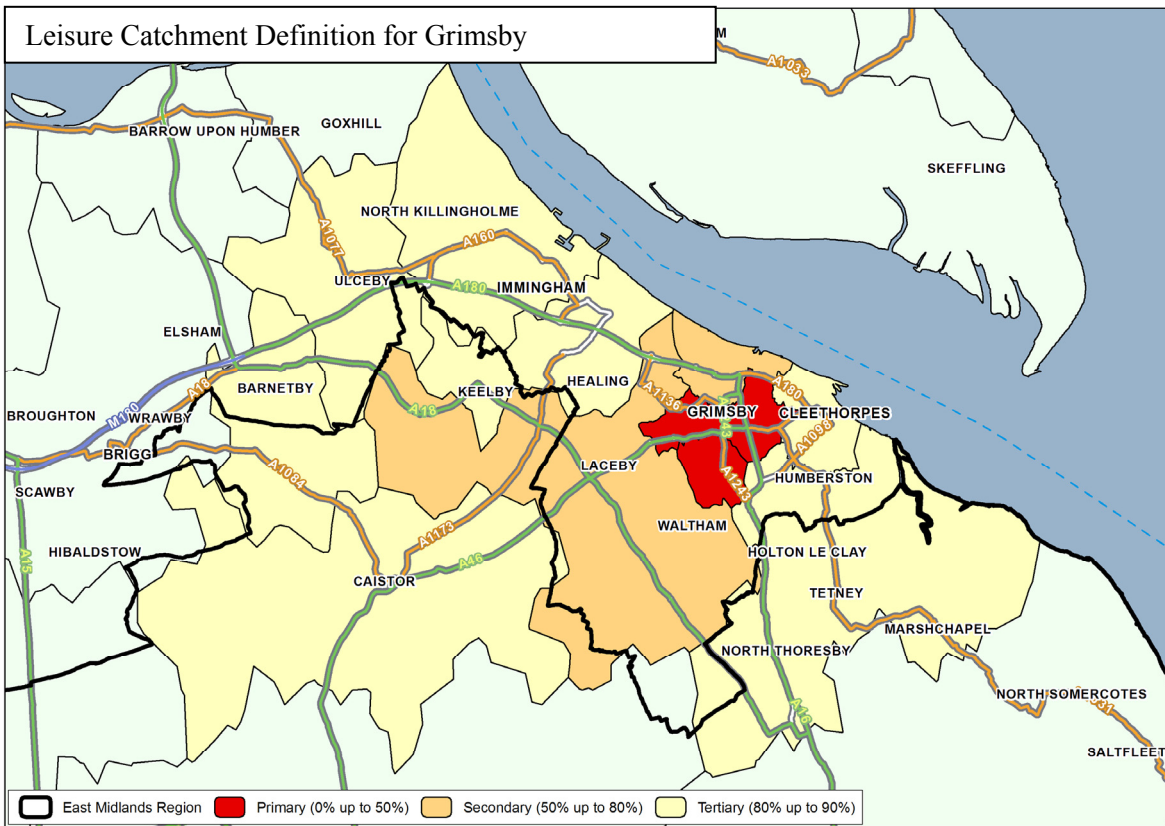 Leisure Catchment Definition for Grimsby
M
A1033
GOXHILL
BARROW UPON HUMBER
SKEFFLING
NORTH KILLINGHOLME
A1077
A160
ULCEBY
A180
IMMINGHAM
ELSHAM
BARNETBY
KEELBY
HEALING
A18
A18
A1136
A180
GRIMSBY
CLEETHORPES
BROUGHTON
WRAWBY
M180
A1098
BRIGG
LACEBY
A1084
A1243
HUMBERSTON
SCAWBY
WALTHAM
A1173
HIBALDSTOW
HOLTON LE CLAY
A15
A46
CAISTOR
TETNEY
MARSHCHAPEL
NORTH THORESBY
NORTH SOMERCOTES
A16
SALTFLEET
East Midlands Region
Primary (0% up to 50%)
Secondary (50% up to 80%)
Tertiary (80% up to 90%)